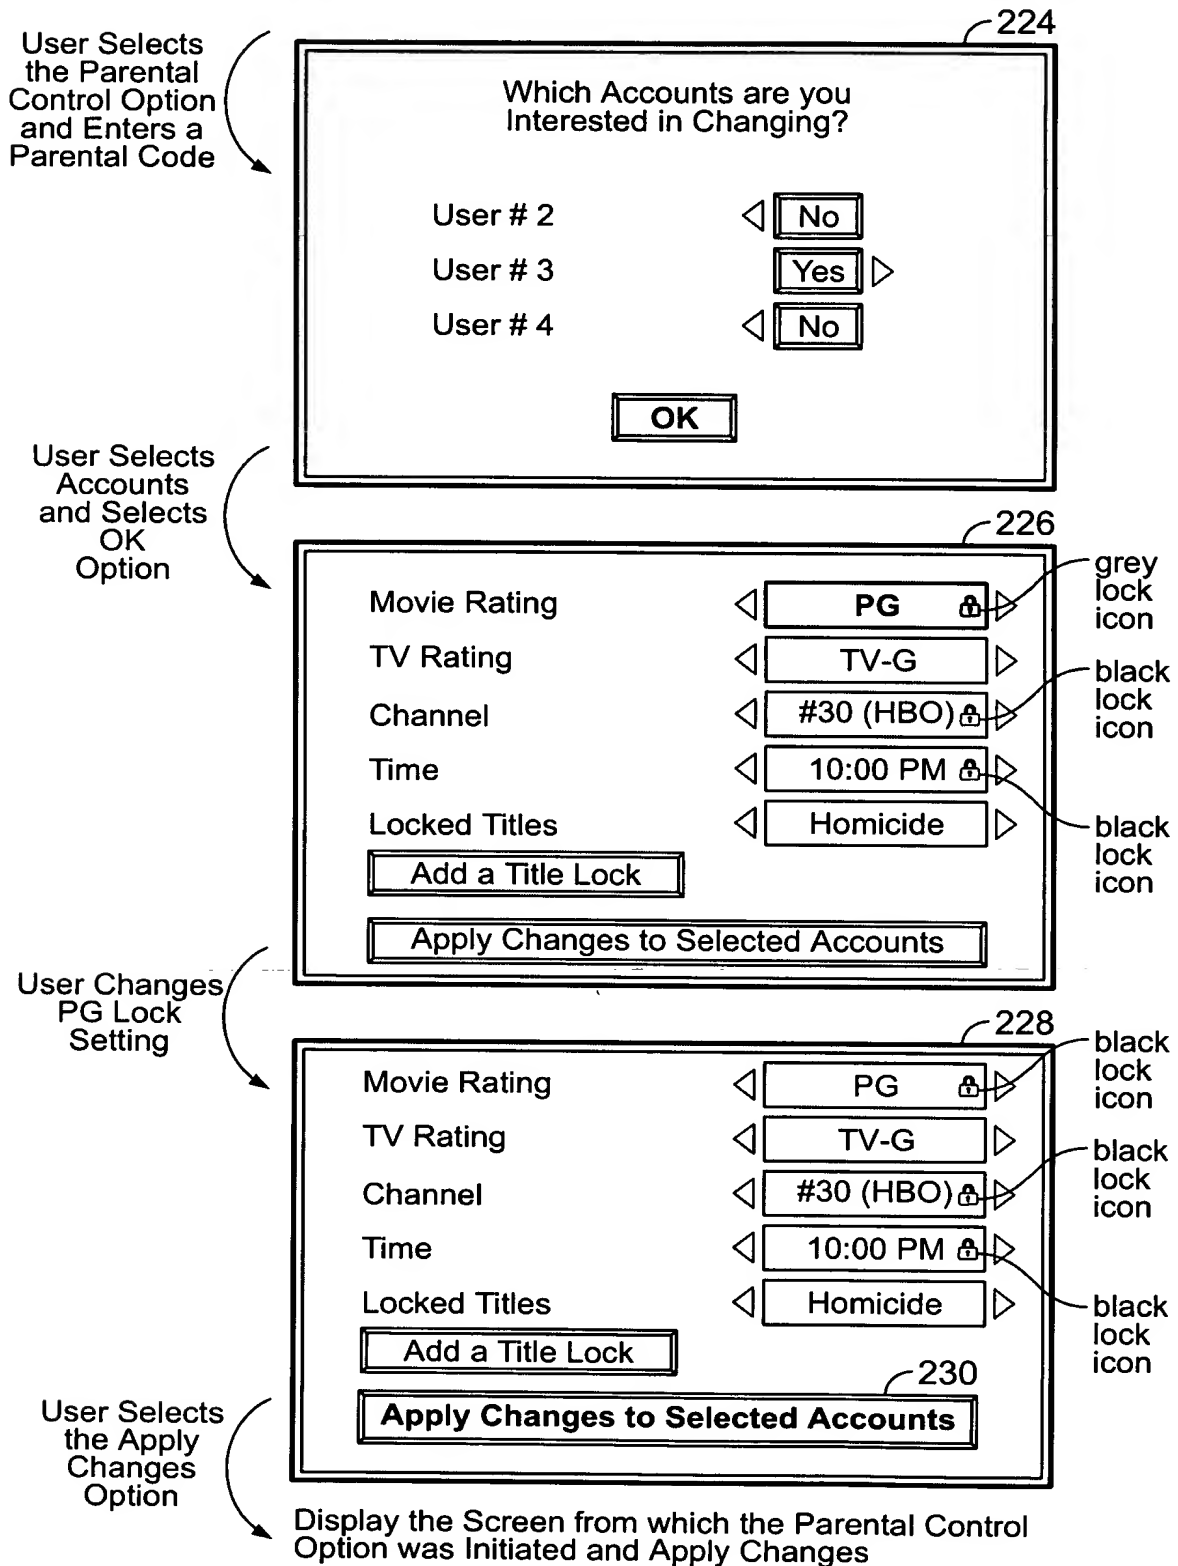 224
User Selects
the Parental
Control Option
and Enters a
Parental Code
Which Accounts are you
Interested in Changing?
User # 2 No
User # 3 Yes
User # 4 No
OK
User Selects
Accounts
and Selects
OK
Option
226
Movie Rating PG
grey
lock
icon
TV Rating TV-G
Channel #30 (HBO)
black
lock
icon
Time 10:00 PM
Locked Titles Homicide
black
lock
icon
Add a Title Lock
Apply Changes to Selected Accounts
User Changes
PG Lock
Setting
228
Movie Rating PG
black
lock
icon
TV Rating TV-G
Channel #30 (HBO)
black
lock
icon
Time 10:00 PM
Locked Titles Homicide
black
lock
icon
Add a Title Lock
230
Apply Changes to Selected Accounts
User Selects
the Apply
Changes
Option
Display the Screen from which the Parental Control
Option was Initiated and Apply Changes